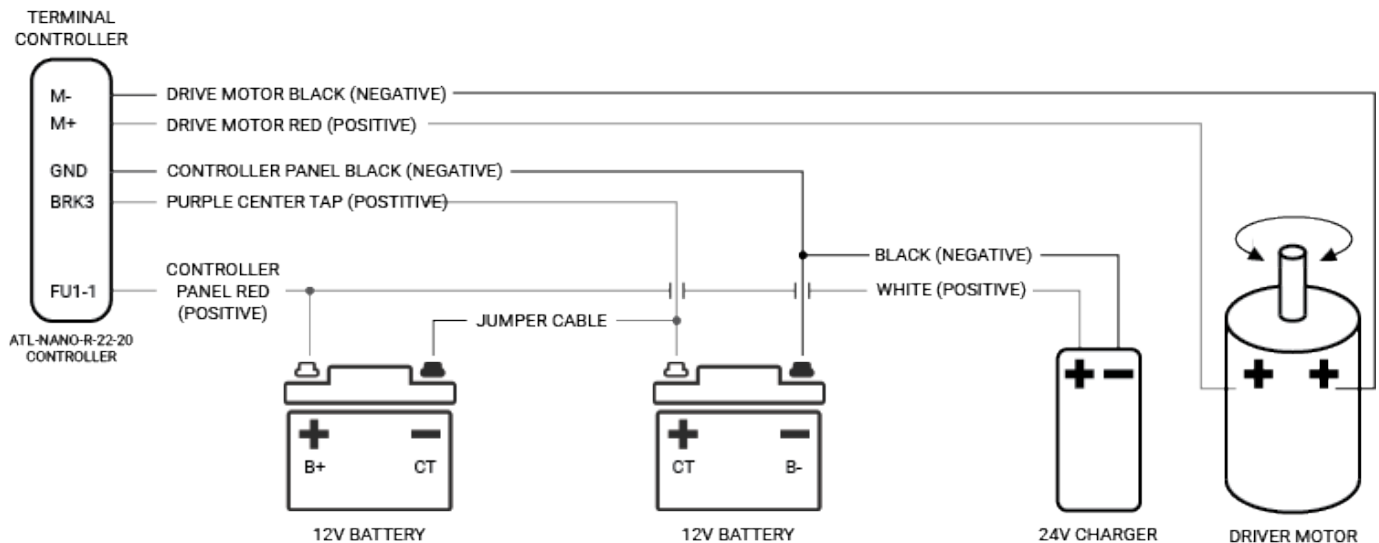 TERMINAL
CONTROLLER
M-
DRIVE MOTOR BLACK (NEGATIVE)
M+
DRIVE MOTOR RED (POSITIVE)
GND
CONTROLLER PANEL BLACK (NEGATIVE)
BRK3
PURPLE CENTER TAP (POSTITIVE)
FU1-1
CONTROLLER
PANEL RED
(POSITIVE)
BLACK (NEGATIVE)
WHITE (POSITIVE)
ATL-NANO-R-22-20
CONTROLLER
JUMPER CABLE
+ −
B+ CT
12V BATTERY
+ −
CT B-
12V BATTERY
+ −
24V CHARGER
+ +
DRIVER MOTOR